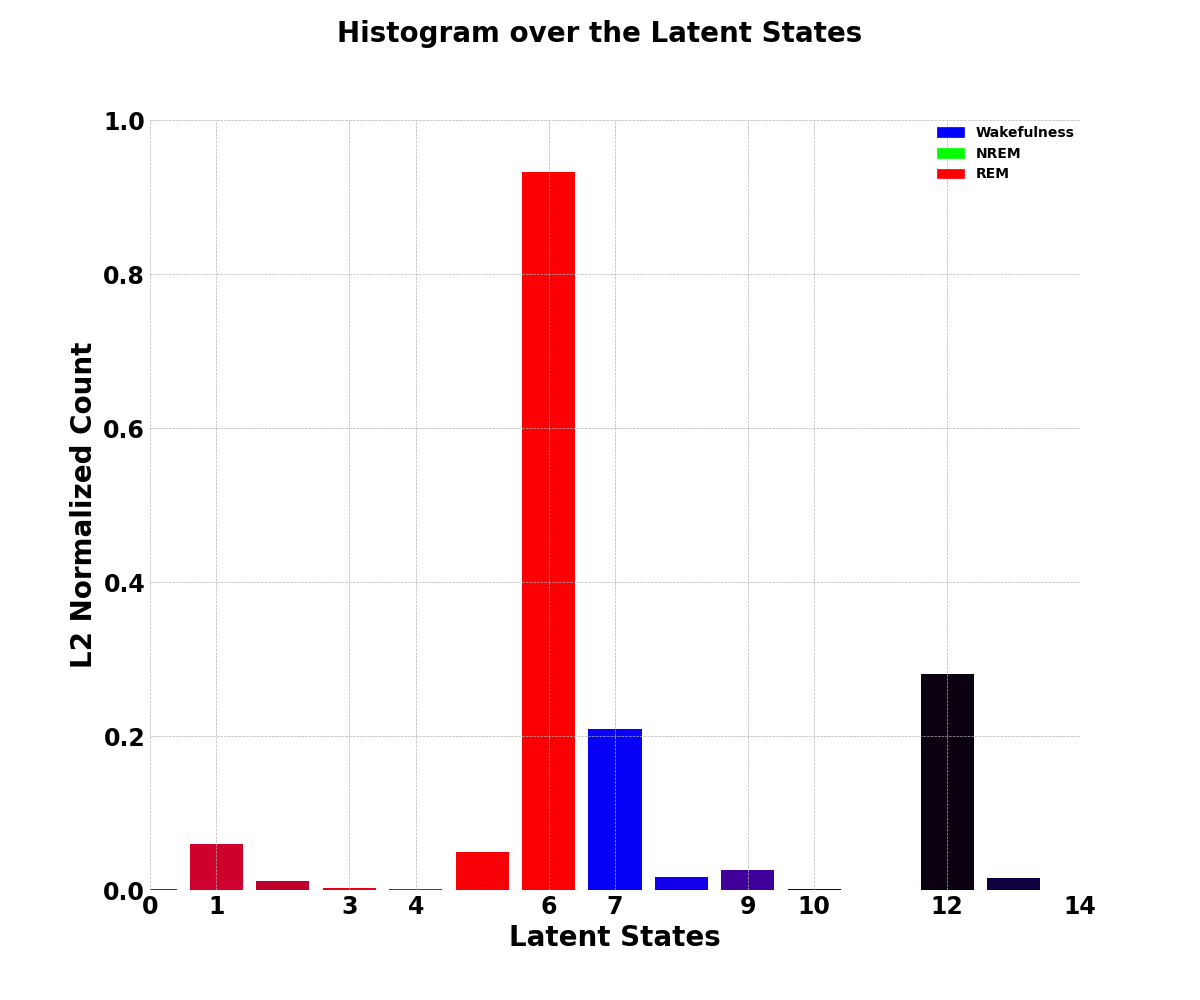 Histogram over the Latent States
1.0
0.8
0.6
0.4
0.2
0.0
L2 Normalized Count
Wakefulness
NREM
REM
0 1 3 4 6 7 9 10 12 14
Latent States